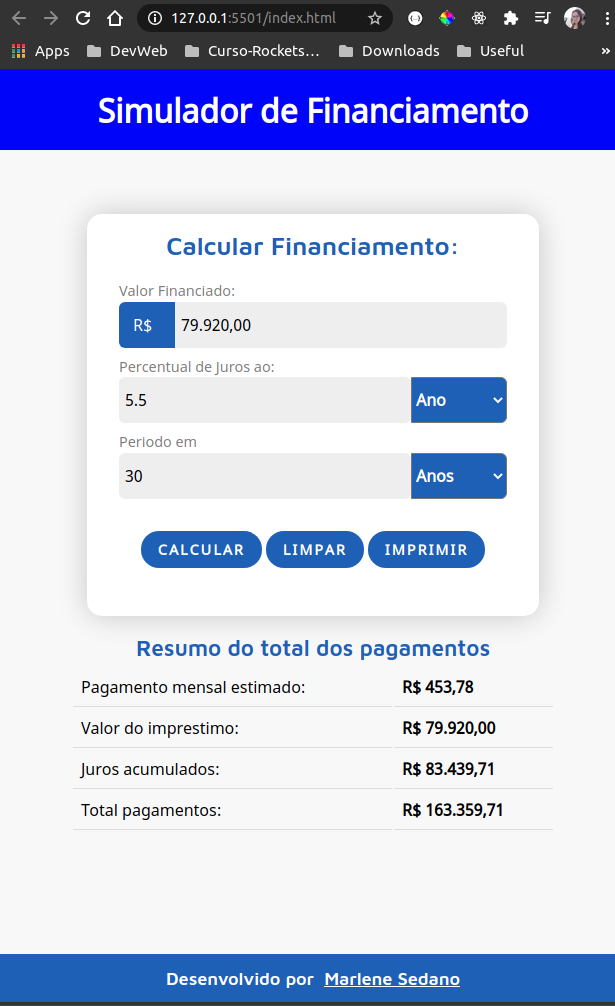 127.0.0.1:5501/index.html
Apps DevWeb Curso-Rockets... Downloads Useful »
Simulador de Financiamento
Calcular Financiamento:
Valor Financiado:
R$ 79.920,00
Percentual de Juros ao:
5.5 Ano
Periodo em
30 Anos
CALCULAR LIMPAR IMPRIMIR
Resumo do total dos pagamentos
Pagamento mensal estimado: R$ 453,78
Valor do imprestimo: R$ 79.920,00
Juros acumulados: R$ 83.439,71
Total pagamentos: R$ 163.359,71
Desenvolvido por Marlene Sedano